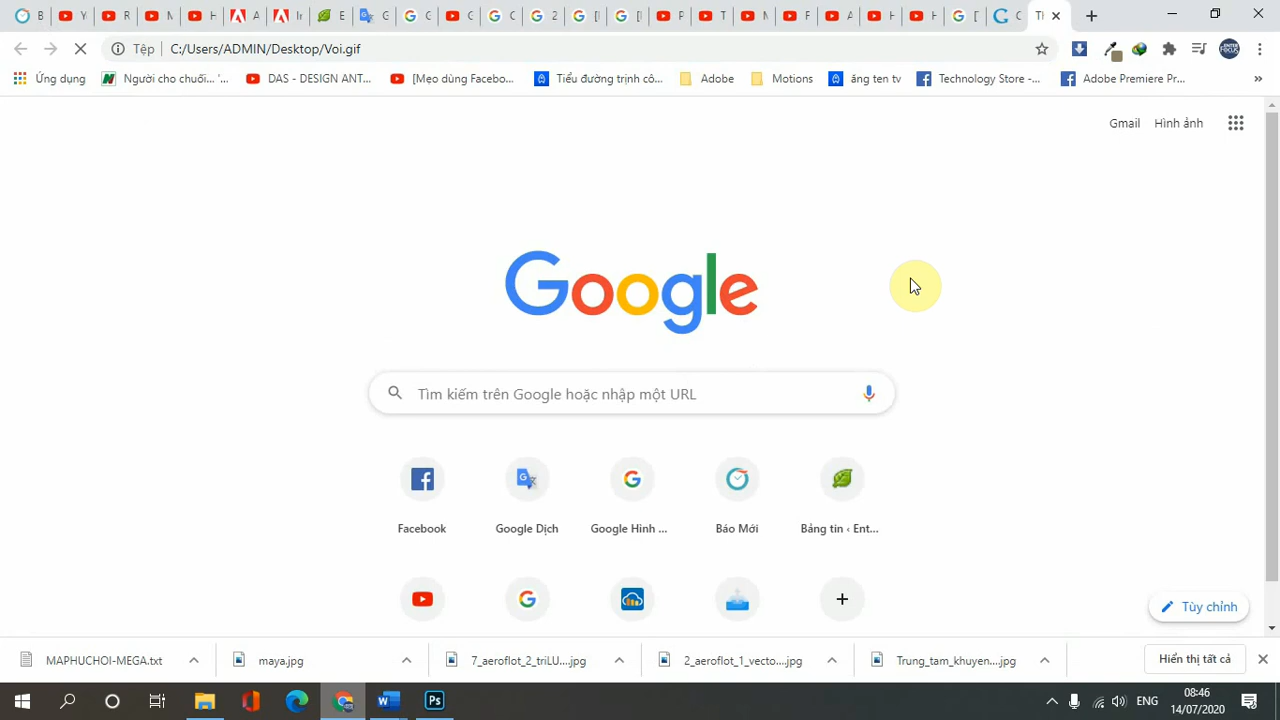 Y
R
N
H
A
Ir
E
G
G
G
G
2
[
[
P
T
N
F
A
H
H
[
C
Th
Tệp
C:/Users/ADMIN/Desktop/Voi.gif
Ứng dụng
Người cho chuối... '...
DAS - DESIGN ANT...
[Mẹo dùng Facebo...
Tiểu đường trịnh cô...
Adobe
Motions
ăng ten tv
Technology Store -...
Adobe Premiere Pr...
Gmail
Hình ảnh
Google
Tìm kiếm trên Google hoặc nhập một URL
Facebook
Google Dịch
Google Hình ...
Báo Mới
Bảng tin ‹ Ent...
Tùy chỉnh
MAPHUCHOI-MEGA.txt
maya.jpg
7_aeroflot_2_triLU....jpg
2_aeroflot_1_vecto....jpg
Trung_tam_khuyen....jpg
Hiển thị tất cả
W
Ps
ENG
08:46
14/07/2020